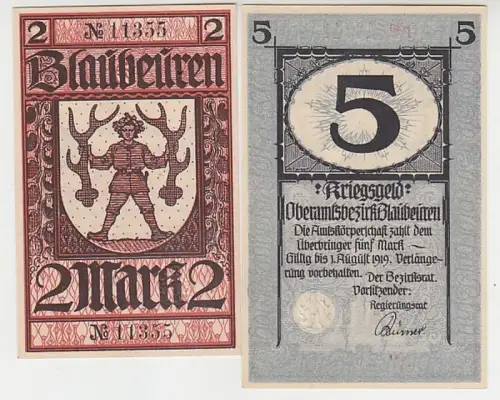 2 № 11355 2
Blaubeuren
2 Mark 2
№ 11355
5 5
5
Kriegsgeld
Oberamtsbezirk Blaubeuren
Die Amtskörperschaft zahlt dem
Überbringer fünf Mark —
Gültig bis 1. August 1919. Verlänge-
rung vorbehalten. Der Bezirksrat.
Vorsitzender:
Regierungsrat